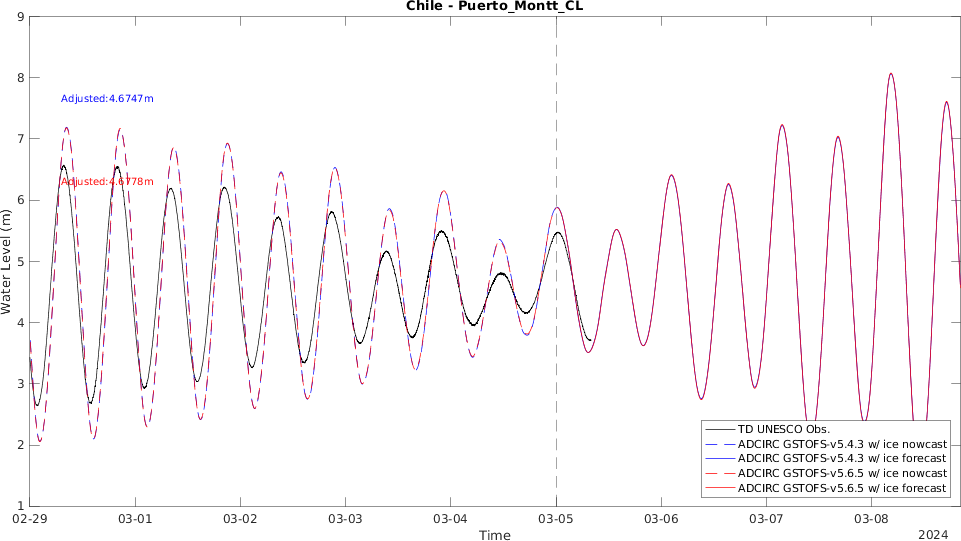 Chile - Puerto_Montt_CL
9
8
7
6
5
4
3
2
1
Water Level (m)
Adjusted:4.6747m
Adjusted:4.6778m
TD UNESCO Obs.
ADCIRC GSTOFS-v5.4.3 w/ ice nowcast
ADCIRC GSTOFS-v5.4.3 w/ ice forecast
ADCIRC GSTOFS-v5.6.5 w/ ice nowcast
ADCIRC GSTOFS-v5.6.5 w/ ice forecast
02-29 03-01 03-02 03-03 03-04 03-05 03-06 03-07 03-08
Time
2024